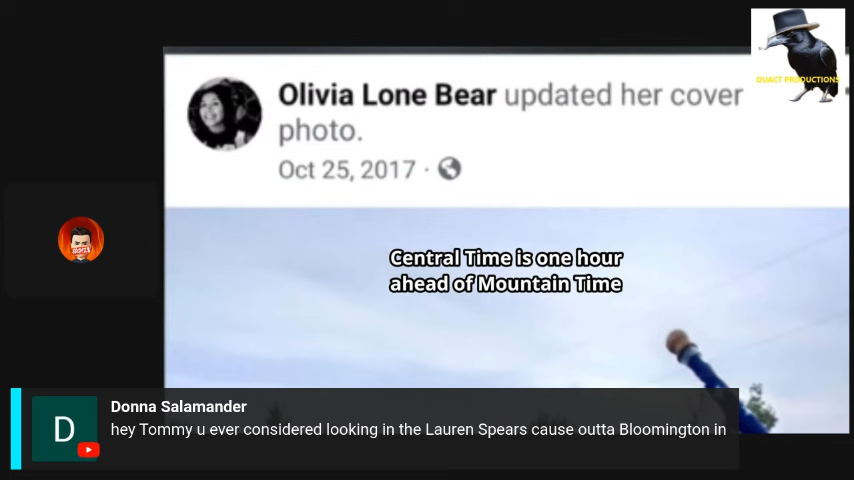 Olivia Lone Bear updated her cover
photo.
Oct 25, 2017 ·
Central Time is one hour
ahead of Mountain Time
DUACT PRODUCTIONS
D
Donna Salamander
hey Tommy u ever considered looking in the Lauren Spears cause outta Bloomington in